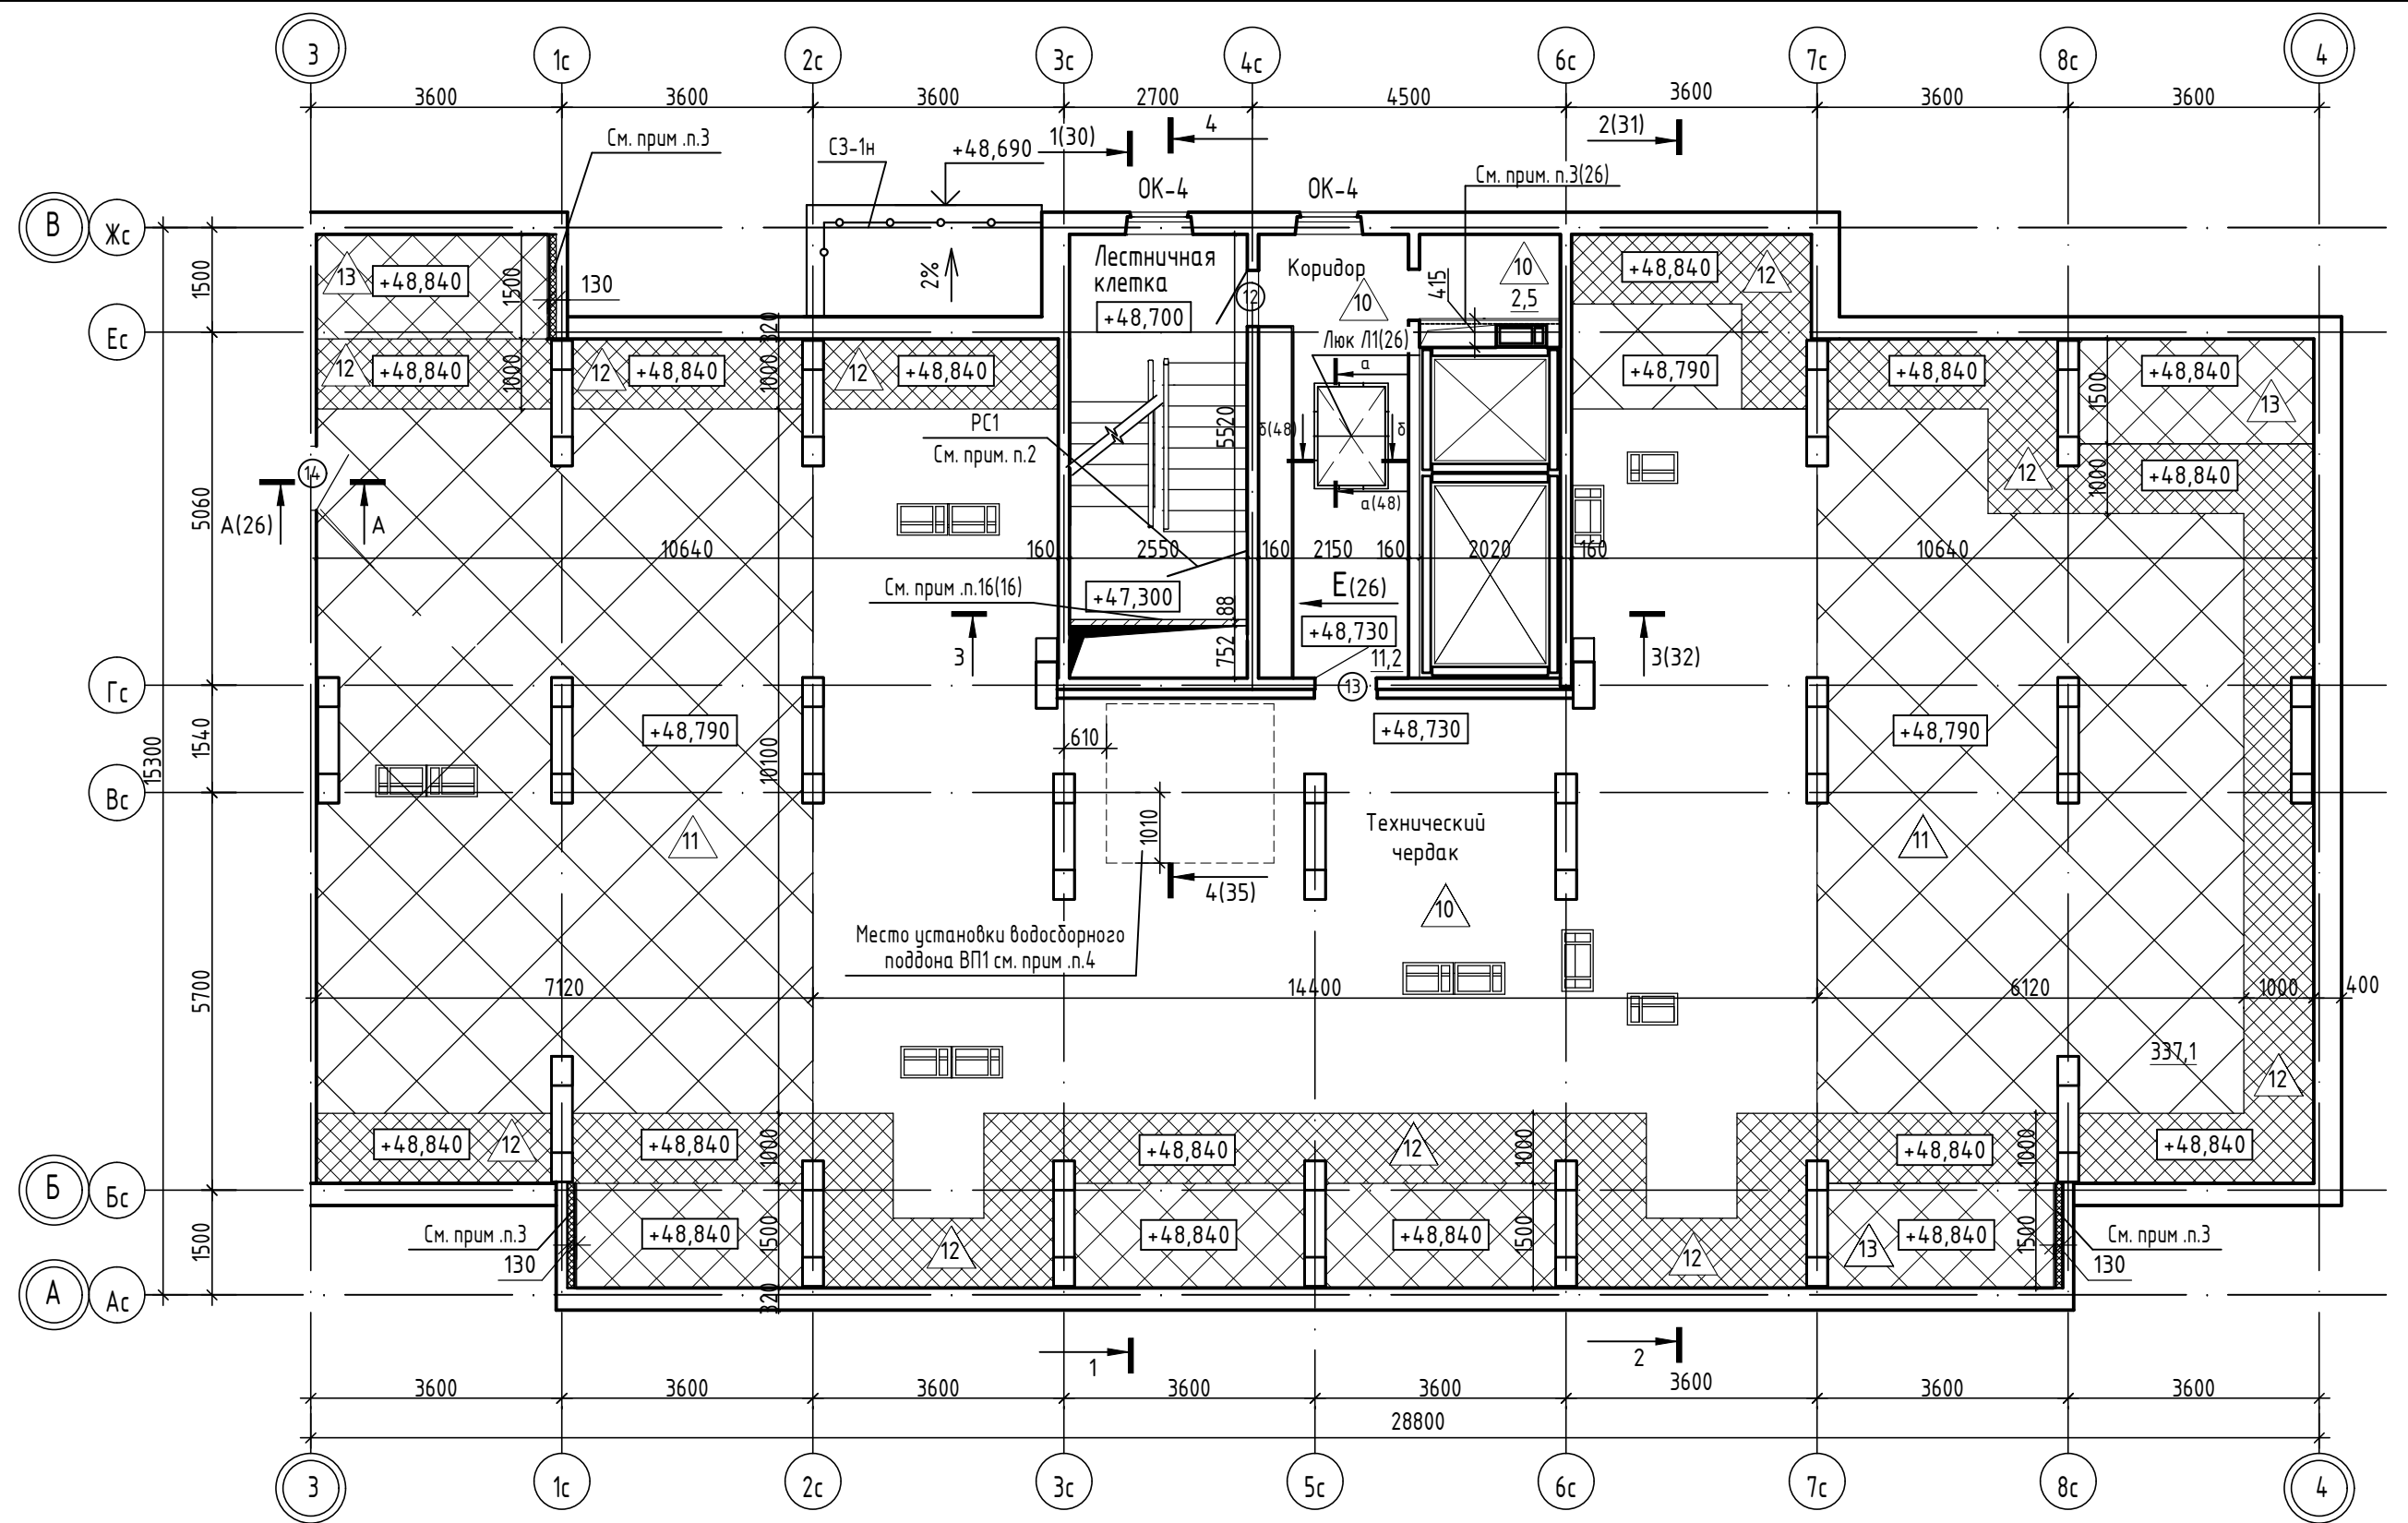 3 1с 2с 3с 4с 6с 7с 8с 4
3600 3600 3600 2700 4500 3600 3600 3600
См. прим .п.3
СЗ-1н
+48,690
1(30)
4
2(31)
ОК-4
ОК-4
См. прим. п.3(26)
В Жс
Лестничная
клетка
+48,700
Коридор
10
10
2,5
415
12
13
+48,840
1500
130
2%
+48,840
12
1500
Ес
320
Люк Л1(26)
12
+48,840
1000
12
+48,840
1000
12
+48,840
+48,790
+48,840
+48,840
1500
13
а
РС1
См. прим. п.2
5520
б(48)
б
14
12
+48,840
1000
А(26)
А
5060
а(48)
10640
160
2550
160
2150
160
2020
160
10640
См. прим .п.16(16)
+47,300
Е(26)
88
+48,730
752
11,2
3
3(32)
Гс
13
1540
15300
+48,790
10100
610
+48,730
+48,790
Вс
11
1010
Технический
чердак
11
4(35)
10
Место установки водосборного
поддона ВП1 см. прим .п.4
5700
7120
14400
6120
1000
400
337,1
12
+48,840
12
+48,840
1000
+48,840
12
1000
+48,840
1000
+48,840
Б Бс
См. прим .п.3
130
+48,840
1500
12
+48,840
+48,840
1500
12
13
+48,840
1500
См. прим .п.3
130
1500
320
А Ас
1
2
3600 3600 3600 3600 3600 3600 3600 3600
28800
3 1с 2с 3с 5с 6с 7с 8с 4